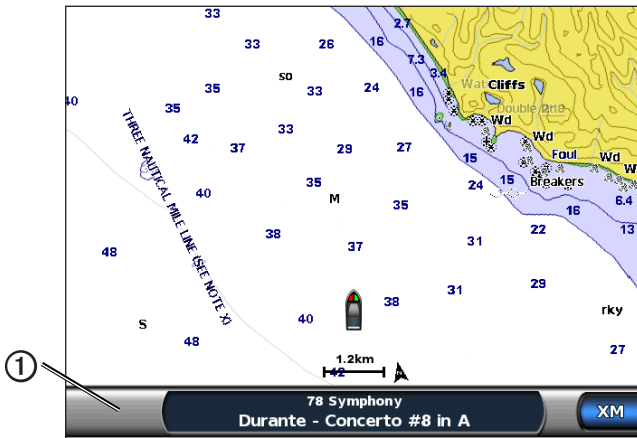 33
2.7
33
26
16
7.3
3.4
so
Cliffs
40
35
35
33
24
16
Wd
33
Wd
42
37
29
27
Foul
Wd
15
THREE NAUTICAL MILE LINE (SEE NOTE X)
40
35
24
15
Breakers
M
35
6.4
16
38
22
13
48
37
31
31
29
38
rky
S
40
48
27
1.2km
42
N
①
78 Symphony
Durante - Concerto #8 in A
XM